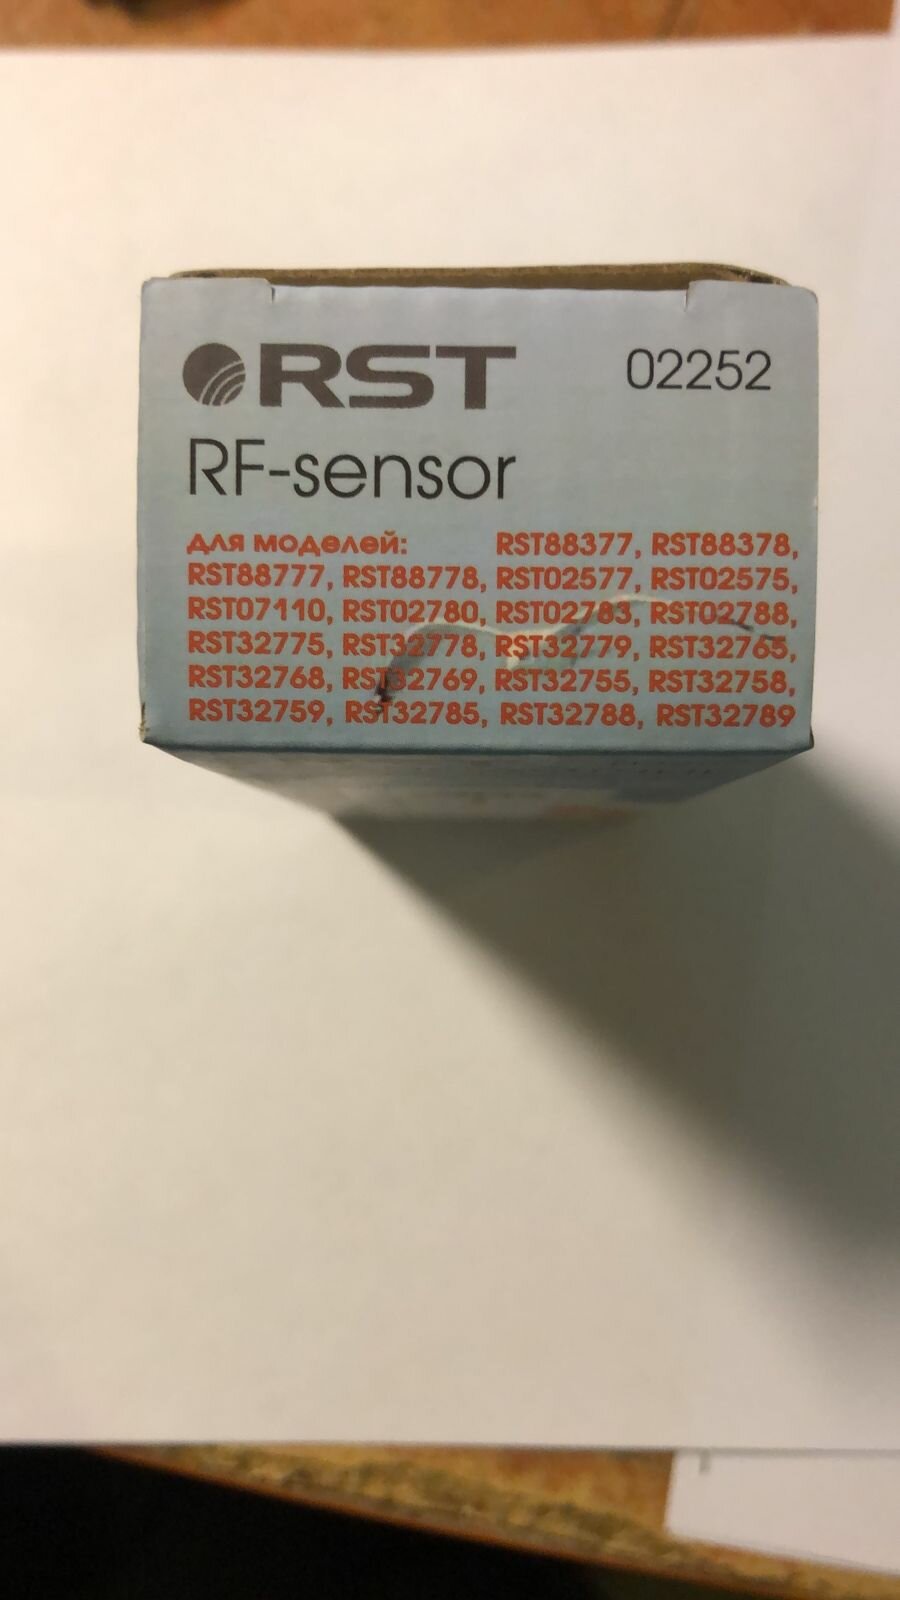 RST 02252
RF-sensor
для моделей: RST88377, RST88378,
RST88777, RST88778, RST02577, RST02575,
RST07110, RST02780, RST02783, RST02788,
RST32775, RST32778, RST32779, RST32765,
RST32768, RST32769, RST32755, RST32758,
RST32759, RST32785, RST32788, RST32789